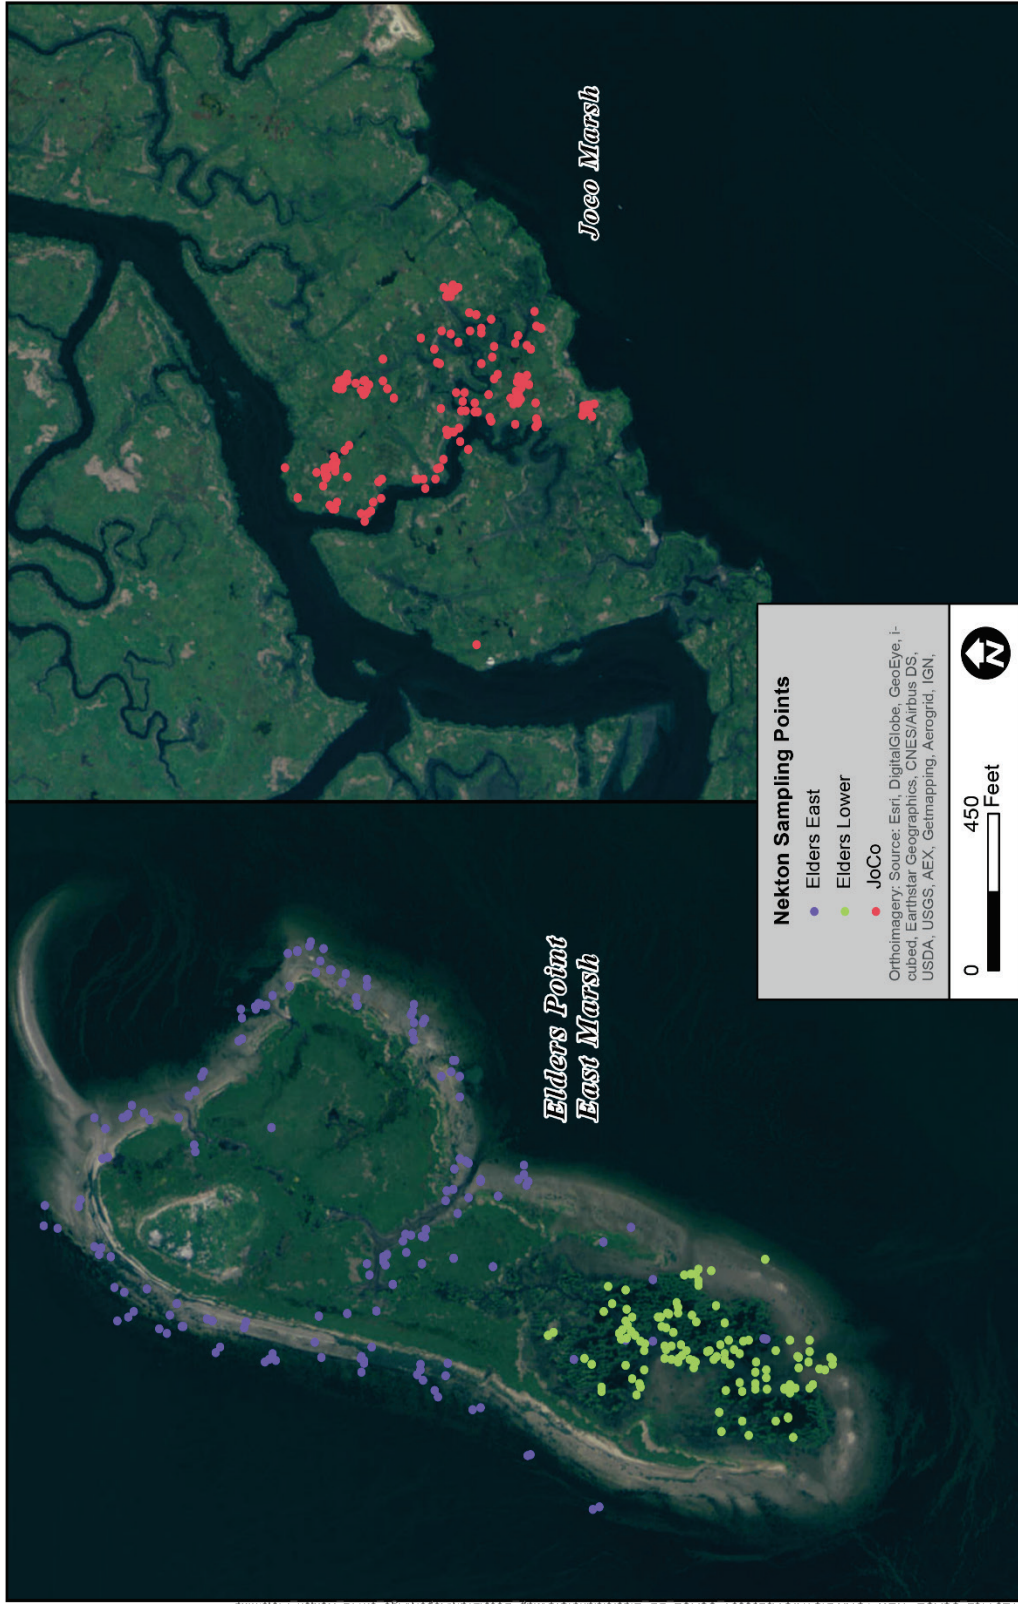 Elders Point
East Marsh
Joco Marsh
Nekton Sampling Points
Elders East
Elders Lower
JoCo
Orthoimagery: Source: Esri, DigitalGlobe, GeoEye, i-
cubed, Earthstar Geographics, CNES/Airbus DS,
USDA, USGS, AEX, Getmapping, Aerogrid, IGN,
0
450
Feet
N